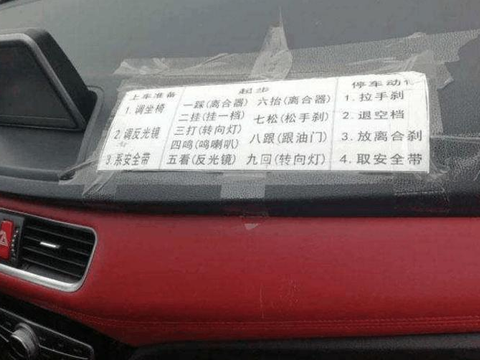 上车准备
1. 调坐椅
2. 调反光镜
3. 系安全带
起步
一踩(离合器) 六抬(离合器)
二挂(挂一档) 七松(松手刹)
三打(转向灯)
四鸣(鸣喇叭) 八跟(跟油门)
五看(反光镜) 九回(转向灯)
停车动
1. 拉手刹
2. 退空档
3. 放离合刹
4. 取安全带